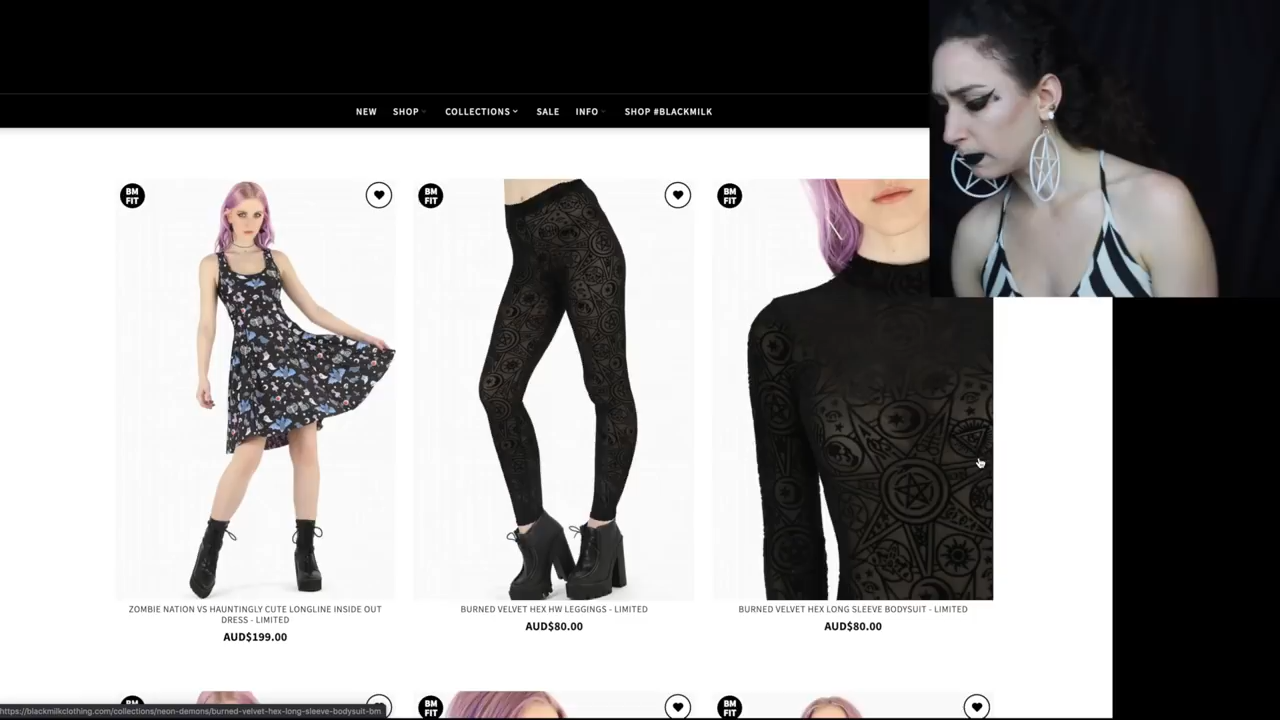 NEW SHOP COLLECTIONS SALE INFO SHOP #BLACKMILK
BM
FIT
BM
FIT
BM
FIT
ZOMBIE NATION VS HAUNTINGLY CUTE LONGLINE INSIDE OUT
DRESS - LIMITED
AUD$199.00
BURNED VELVET HEX HW LEGGINGS - LIMITED
AUD$80.00
BURNED VELVET HEX LONG SLEEVE BODYSUIT - LIMITED
AUD$80.00
BM
BM
FIT
BM
FIT
https://blackmilkclothing.com/collections/neon-demons/burned-velvet-hex-long-sleeve-bodysuit-bm